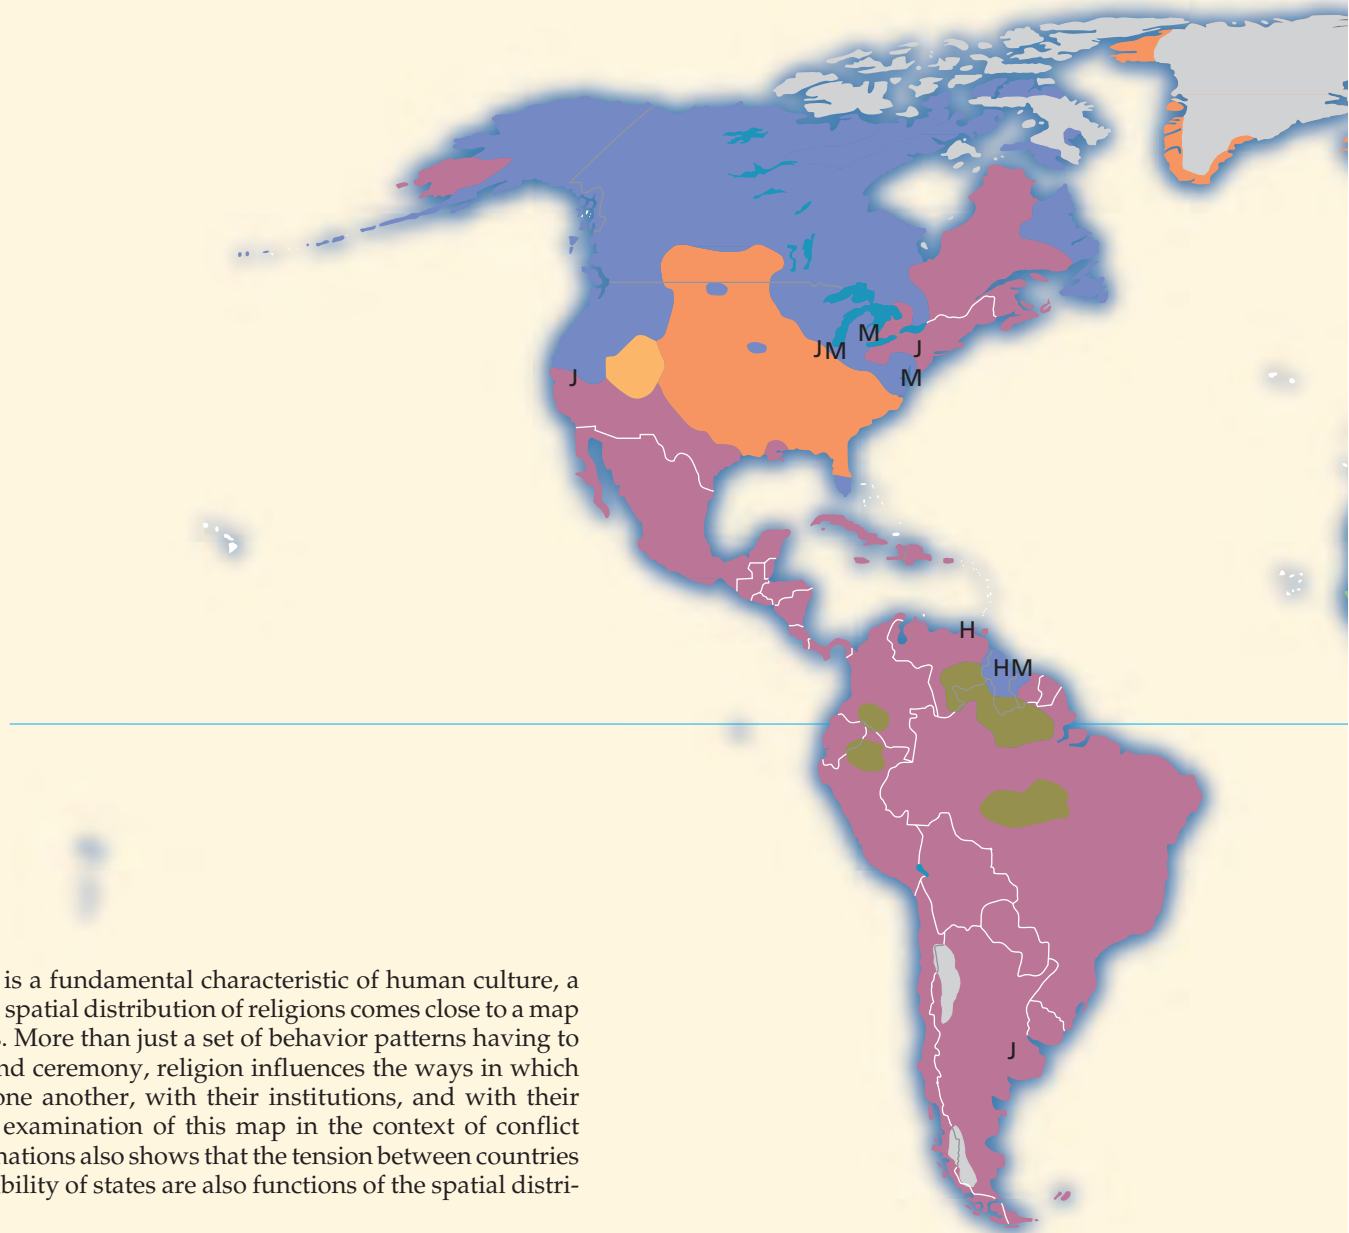 M
J M
J
J
M
H
H M
J
is a fundamental characteristic of human culture, a
spatial distribution of religions comes close to a map
. More than just a set of behavior patterns having to
nd ceremony, religion influences the ways in which
one another, with their institutions, and with their
examination of this map in the context of conflict
nations also shows that the tension between countries
bility of states are also functions of the spatial distri-